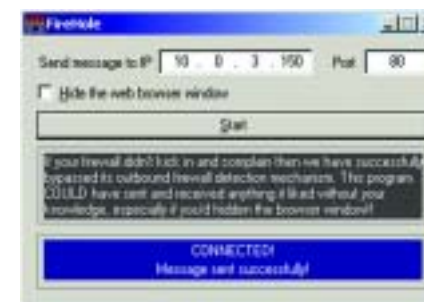 FireHole
Send message to IP 10 . 0 . 3 . 150 Port 80
Hide the web browser window
Start
If your firewall didn't kick in and complain then we have successfully
bypassed its outbound firewall detection mechanism. This program
COULD have sent and received anything it liked without your
knowledge, especially if you'd hidden the browser window!!
CONNECTED!
Message sent successfully!